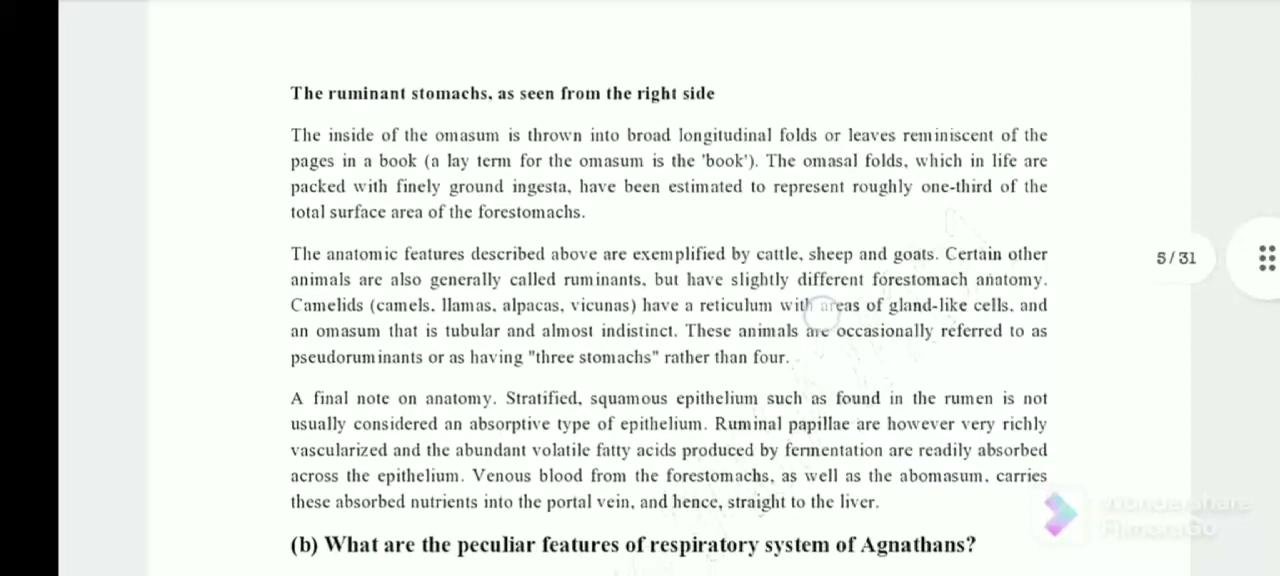 The ruminant stomachs, as seen from the right side
The inside of the omasum is thrown into broad longitudinal folds or leaves reminiscent of the
pages in a book (a lay term for the omasum is the 'book'). The omasal folds, which in life are
packed with finely ground ingesta, have been estimated to represent roughly one-third of the
total surface area of the forestomachs.
The anatomic features described above are exemplified by cattle, sheep and goats. Certain other
animals are also generally called ruminants, but have slightly different forestomach anatomy.
Camelids (camels, llamas, alpacas, vicunas) have a reticulum with areas of gland-like cells, and
an omasum that is tubular and almost indistinct. These animals are occasionally referred to as
pseudoruminants or as having "three stomachs" rather than four.
A final note on anatomy. Stratified, squamous epithelium such as found in the rumen is not
usually considered an absorptive type of epithelium. Ruminal papillae are however very richly
vascularized and the abundant volatile fatty acids produced by fermentation are readily absorbed
across the epithelium. Venous blood from the forestomachs, as well as the abomasum, carries
these absorbed nutrients into the portal vein, and hence, straight to the liver.
(b) What are the peculiar features of respiratory system of Agnathans?
5/31
Wondershare
FilmoraGo